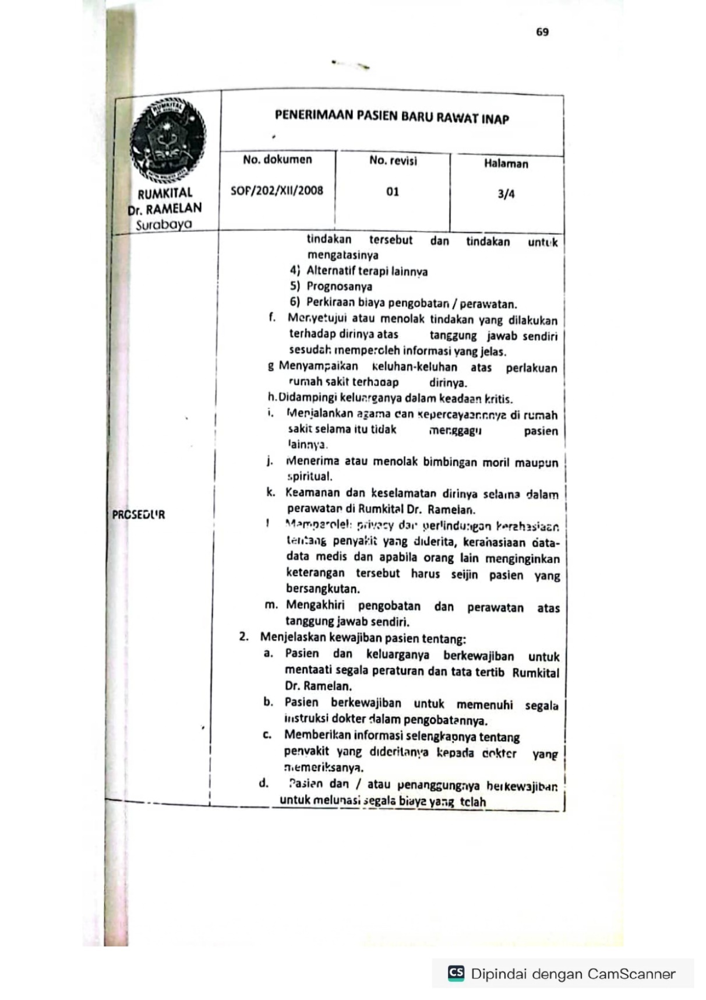 69
RUMKITAL
PENERIMAAN PASIEN BARU RAWAT INAP
No. dokumen
No. revisi
Halaman
SOF/202/XII/2008
01
3/4
RUMKITAL
Dr. RAMELAN
Surabaya
PROSEDUR
tindakan tersebut dan tindakan untuk
mengatasinya
4) Alternatif terapi lainnya
5) Prognosanya
6) Perkiraan biaya pengobatan / perawatan.
f. Menyetujui atau menolak tindakan yang dilakukan
terhadap dirinya atas tanggung jawab sendiri
sesudah memperoleh informasi yang jelas.
g Menyampaikan keluhan-keluhan atas perlakuan
rumah sakit terhadap dirinya.
h.Didampingi keluarganya dalam keadaan kritis.
i. Menjalankan agama dan kepercayaannnya di rumah
sakit selama itu tidak menggagu pasien
lainnya.
j. Menerima atau menolak bimbingan moril maupun
spiritual.
k. Keamanan dan keselamatan dirinya selama dalam
perawatan di Rumkital Dr. Ramelan.
l Memperoleh privacy dan perlindungan kerahasiaan
tentang penyakit yang diderita, kerahasiaan data-
data medis dan apabila orang lain menginginkan
keterangan tersebut harus seijin pasien yang
bersangkutan.
m. Mengakhiri pengobatan dan perawatan atas
tanggung jawab sendiri.
2. Menjelaskan kewajiban pasien tentang:
a. Pasien dan keluarganya berkewajiban untuk
mentaati segala peraturan dan tata tertib Rumkital
Dr. Ramelan.
b. Pasien berkewajiban untuk memenuhi segala
instruksi dokter dalam pengobatannya.
c. Memberikan informasi selengkapnya tentang
penyakit yang dideritanya kepada dokter yang
memeriksanya.
d. Pasien dan / atau penanggungnya berkewajiban
untuk melunasi segala biaya yang telah
CS Dipindai dengan CamScanner